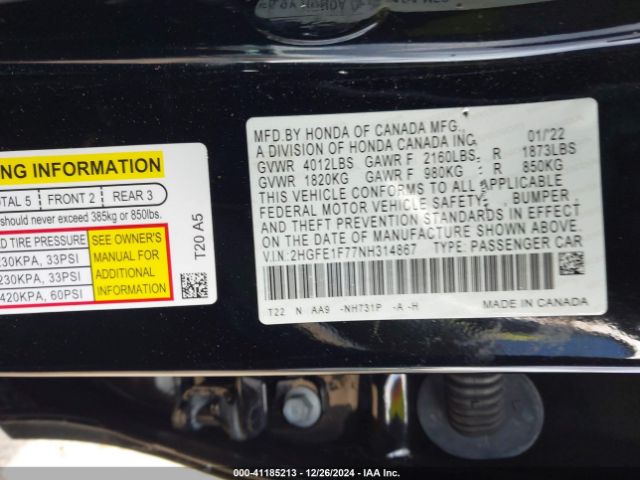 MFD.BY HONDA OF CANADA MFG., 01/'22
A DIVISION OF HONDA CANADA INC.
GVWR 4012LBS GAWR F 2160LBS R 1873LBS
GVWR 1820KG GAWR F 980KG R 850KG
THIS VEHICLE CONFORMS TO ALL APPLICABLE
FEDERAL MOTOR VEHICLE SAFETY, BUMPER,
AND THEFT PREVENTION STANDARDS IN EFFECT
ON THE DATE OF MANUFACTURE SHOWN ABOVE.
V.I.N:2HGFE1F77NH314867 TYPE: PASSENGER CAR
T22 N AA9 -NH731P -A -H
MADE IN CANADA
NG INFORMATION
TAL 5 FRONT 2 REAR 3
should never exceed 385kg or 850lbs.
D TIRE PRESSURE
230KPA, 33PSI
230KPA, 33PSI
420KPA, 60PSI
SEE OWNER'S
MANUAL FOR
ADDITIONAL
INFORMATION
T20 A5
000-41185213 - 12/26/2024 - IAA Inc.